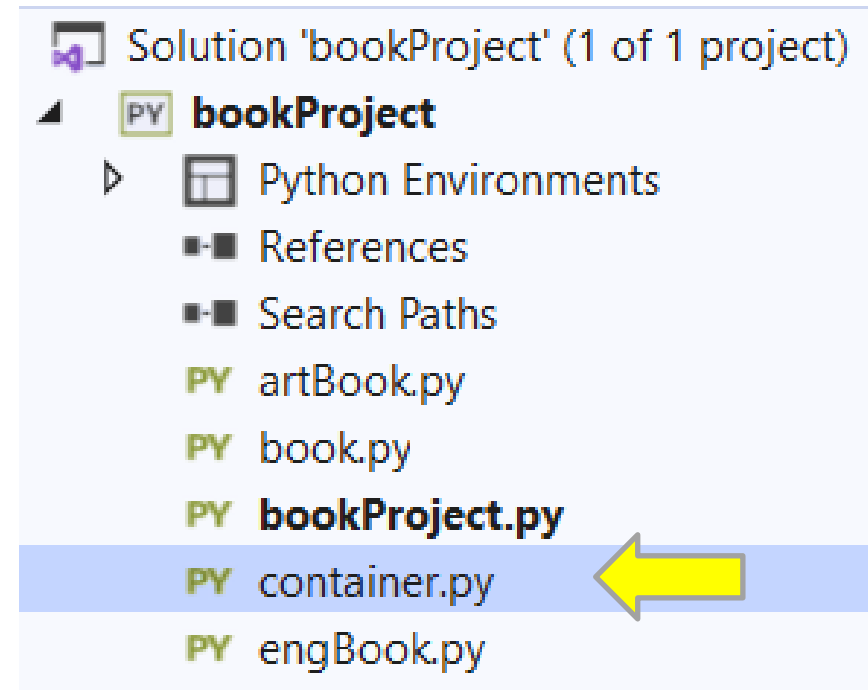 Solution 'bookProject' (1 of 1 project)
PY bookProject
Python Environments
References
Search Paths
PY artBook.py
PY book.py
PY bookProject.py
PY container.py
PY engBook.py